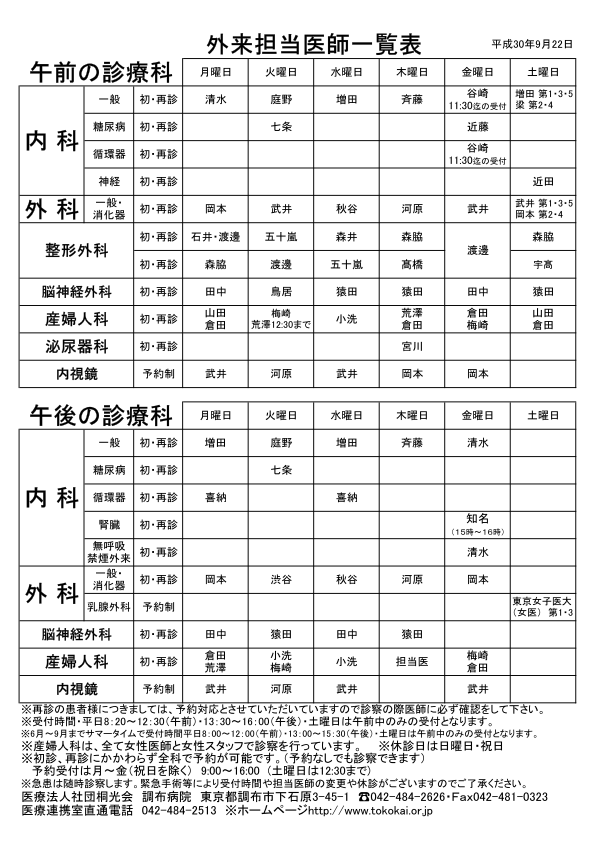 外来担当医師一覧表
平成30年9月22日
午前の診療科 月曜日 火曜日 水曜日 木曜日 金曜日 土曜日
内科 一般 初・再診 清水 庭野 増田 斉藤 谷崎 11:30迄の受付 増田 第1・3・5 梁 第2・4
糖尿病 初・再診 七条 近藤
循環器 初・再診 谷崎 11:30迄の受付
神経 初・再診 近田
外科 一般・消化器 初・再診 岡本 武井 秋谷 河原 武井 武井 第1・3・5 岡本 第2・4
整形外科 初・再診 石井・渡邊 五十嵐 森井 森脇 渡邊 森脇
初・再診 森脇 渡邊 五十嵐 髙橋 宇高
脳神経外科 初・再診 田中 鳥居 猿田 猿田 田中 猿田
産婦人科 初・再診 山田 倉田 梅崎 荒澤12:30まで 小洗 荒澤 倉田 倉田 梅崎 山田 倉田
泌尿器科 初・再診 宮川
内視鏡 予約制 武井 河原 武井 岡本 岡本
午後の診療科 月曜日 火曜日 水曜日 木曜日 金曜日 土曜日
内科 一般 初・再診 増田 庭野 増田 斉藤 清水
糖尿病 初・再診 七条
循環器 初・再診 喜納 喜納
腎臓 初・再診 知名 (15時～16時)
無呼吸 禁煙外来 初・再診 清水
外科 一般・消化器 初・再診 岡本 渋谷 秋谷 河原 岡本
乳腺外科 予約制 東京女子医大 (女医) 第1・3
脳神経外科 初・再診 田中 猿田 田中 猿田
産婦人科 初・再診 倉田 荒澤 小洗 梅崎 小洗 担当医 梅崎 倉田
内視鏡 予約制 武井 河原 武井 武井
※再診の患者様につきましては、予約対応とさせていただいていますので診察の際医師に必ず確認をして下さい。
※受付時間・平日8:20～12:30(午前)・13:30～16:00(午後)・土曜日は午前中のみの受付となります。
※6月～9月までサマータイムで受付時間平日8:00～12:00(午前)・13:00～15:30(午後)・土曜日は午前中のみの受付となります。
※産婦人科は、全て女性医師と女性スタッフで診察を行っています。 ※休診日は日曜日・祝日
※初診、再診にかかわらず全科で予約が可能です。(予約なしでも診察できます)
予約受付は月～金(祝日を除く) 9:00～16:00 (土曜日は12:30まで)
※急患は随時診察します。緊急手術等により受付時間や担当医師の変更や休診がございますのでご了承ください。
医療法人社団桐光会 調布病院 東京都調布市下石原3-45-1 ☎042-484-2626・Fax042-481-0323
医療連携室直通電話 042-484-2513 ※ホームページhttp://www.tokokai.or.jp